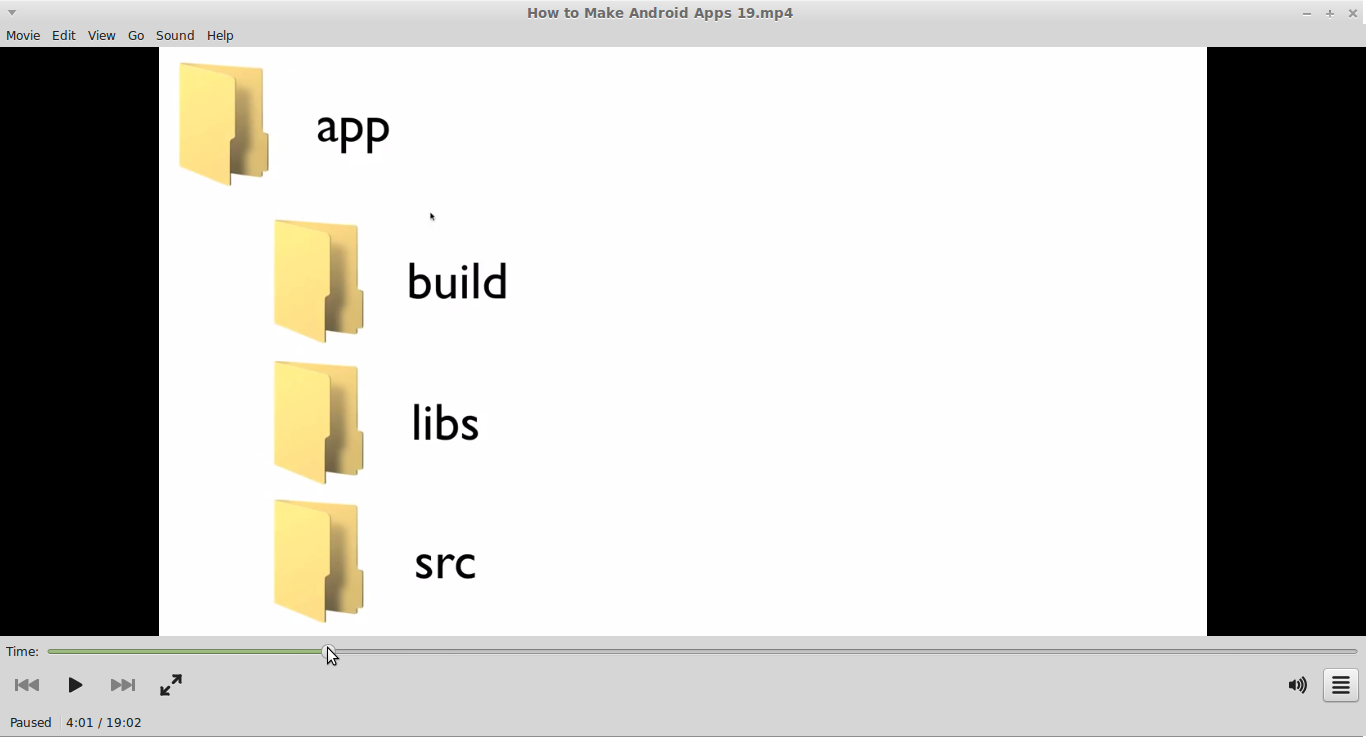 How to Make Android Apps 19.mp4
Movie Edit View Go Sound Help
app
build
libs
src
Time:
Paused 4:01 / 19:02